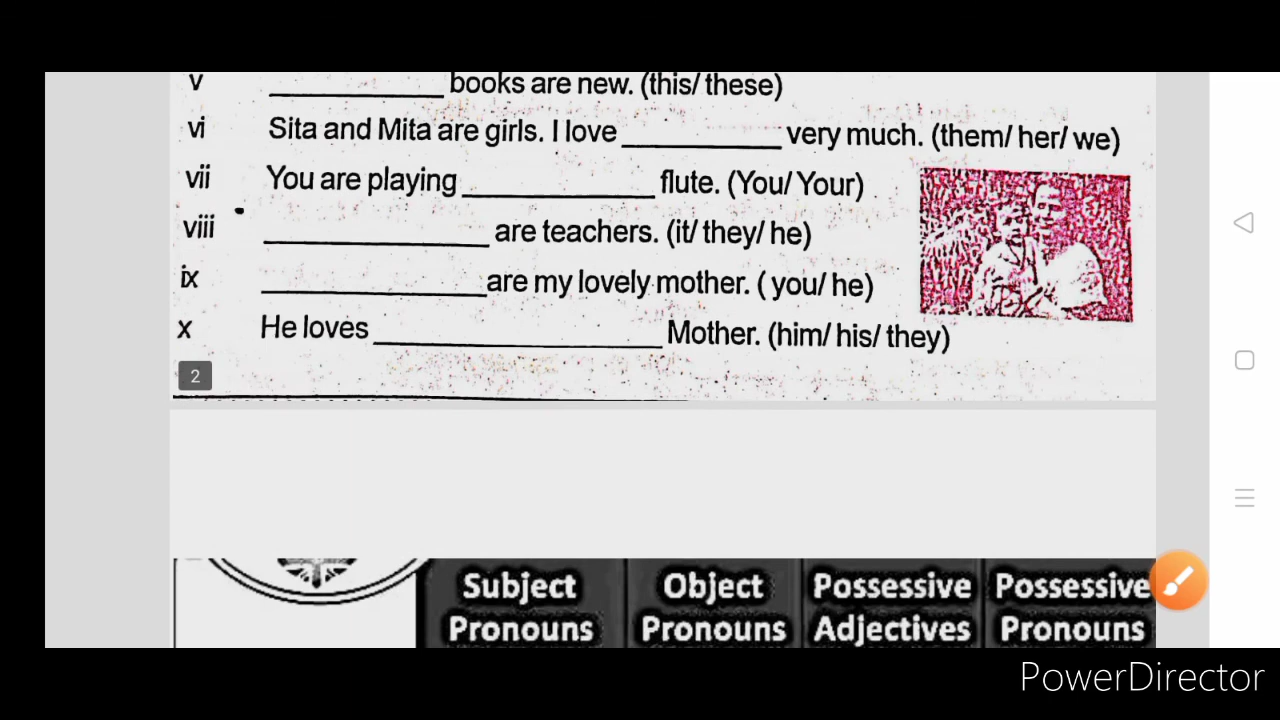 v ____________ books are new. (this/ these)
vi Sita and Mita are girls. I love ____________ very much. (them/ her/ we)
vii You are playing ____________ flute. (You/ Your)
viii ____________ are teachers. (it/ they/ he)
ix ____________ are my lovely mother. ( you/ he)
x He loves ____________ Mother. (him/ his/ they)
2
Subject Pronouns
Object Pronouns
Possessive Adjectives
Possessive Pronouns
PowerDirector